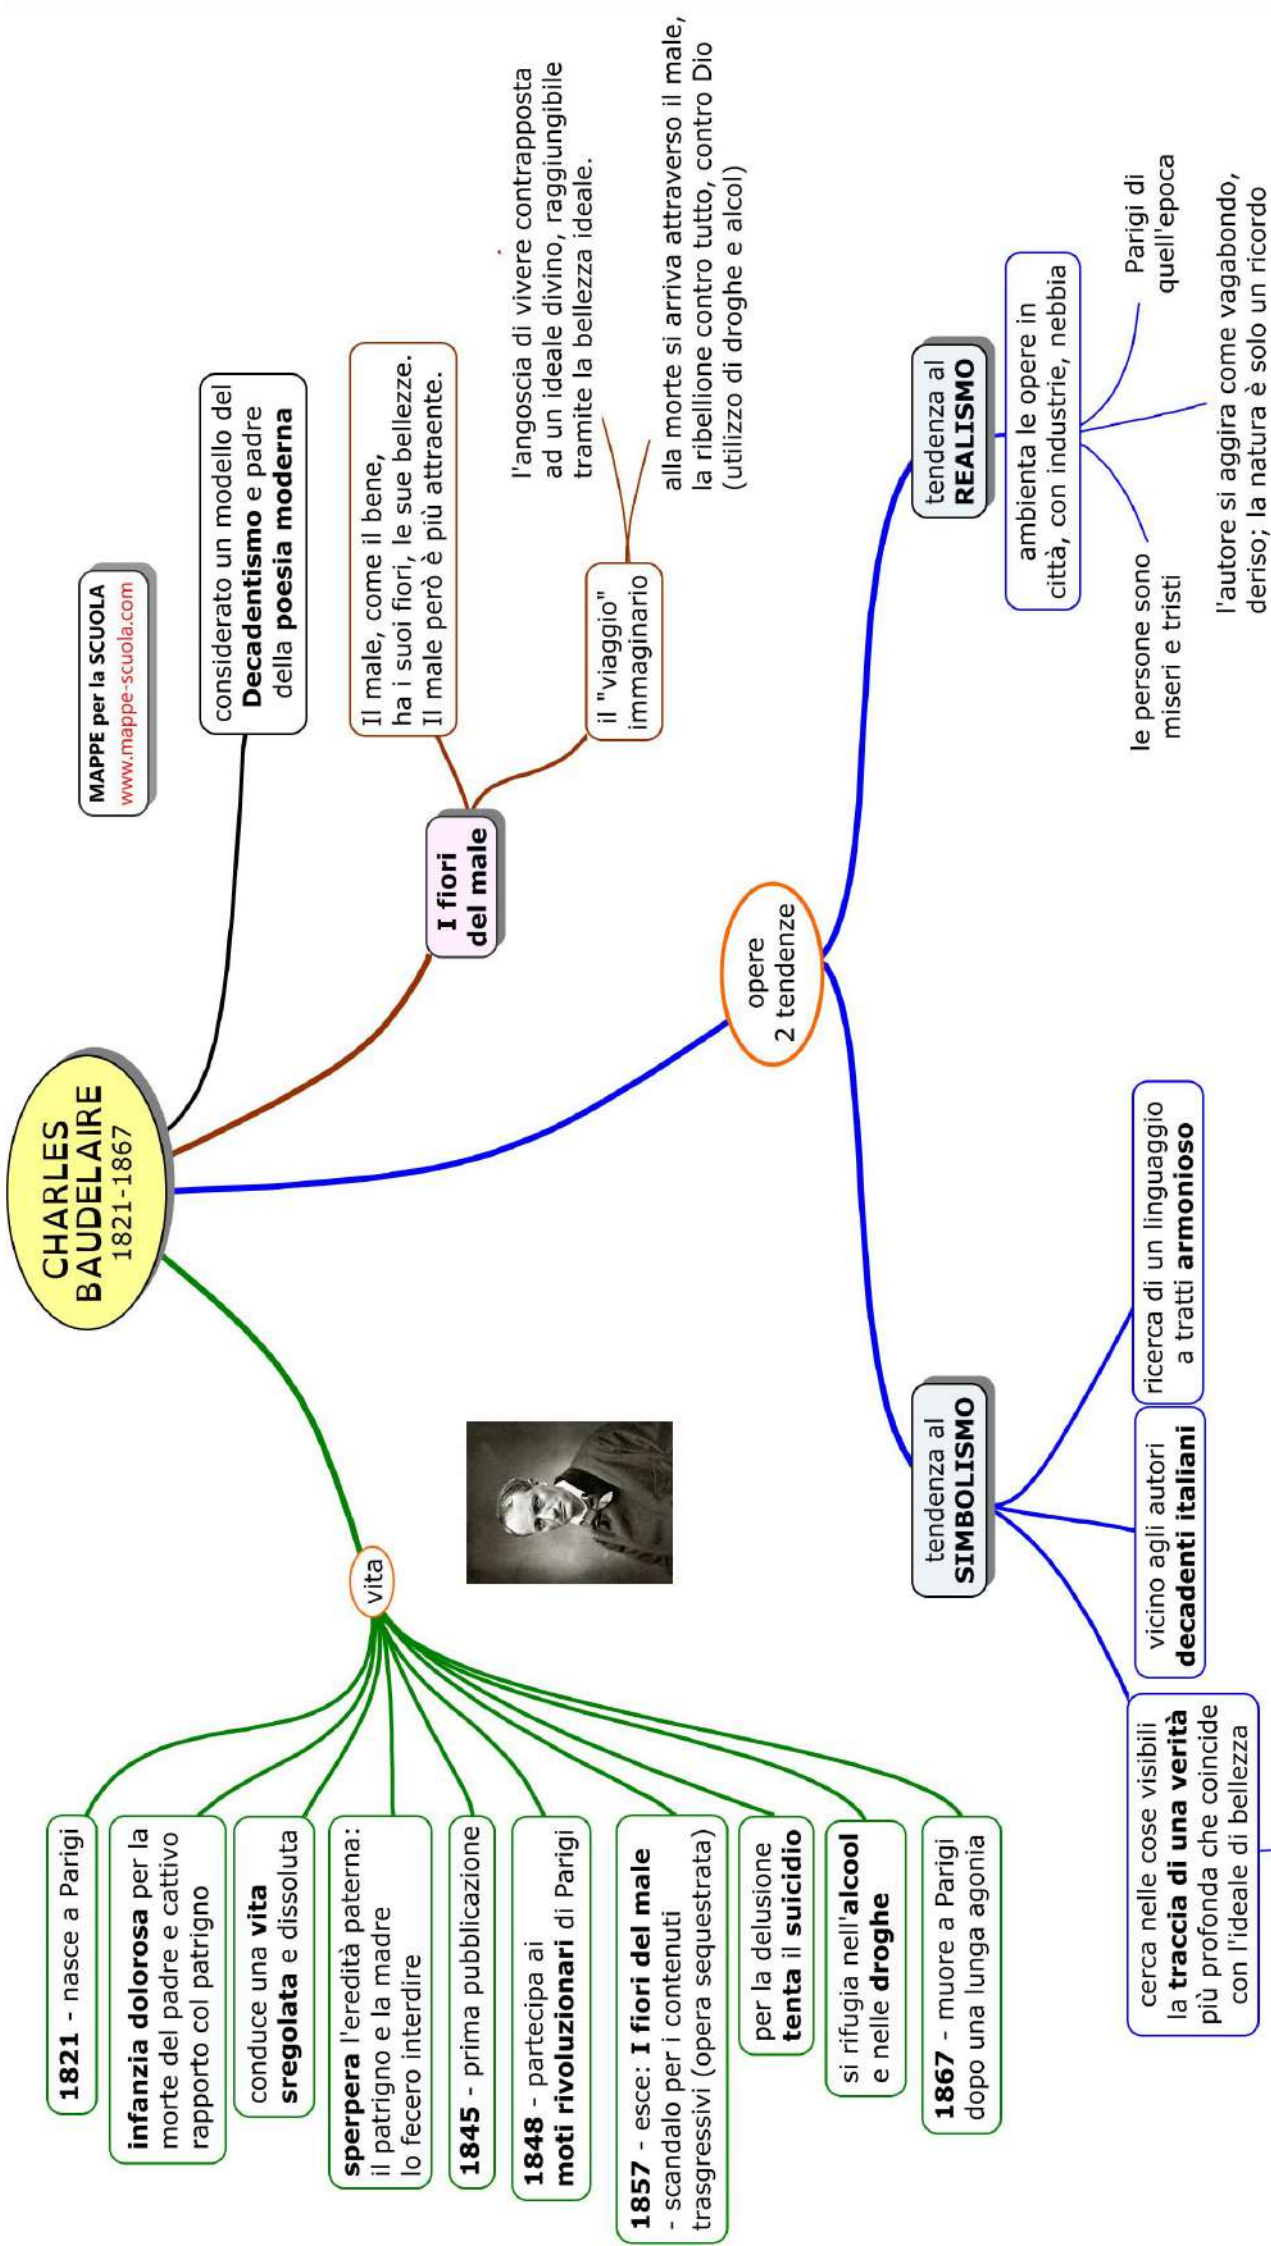 CHARLES
BAUDELAIRE
1821-1867
MAPPE per la SCUOLA
www.mappe-scuola.com
considerato un modello del
Decadentismo e padre
della poesia moderna
I fiori
del male
Il male, come il bene,
ha i suoi fiori, le sue bellezze.
Il male però è più attraente.
il "viaggio"
immaginario
l'angoscia di vivere contrapposta
ad un ideale divino, raggiungibile
tramite la bellezza ideale.
alla morte si arriva attraverso il male,
la ribellione contro tutto, contro Dio
(utilizzo di droghe e alcol)
vita
1821 - nasce a Parigi
infanzia dolorosa per la
morte del padre e cattivo
rapporto col patrigno
conduce una vita
sregolata e dissoluta
sperpera l'eredità paterna:
il patrigno e la madre
lo fecero interdire
1845 - prima pubblicazione
1848 - partecipa ai
moti rivoluzionari di Parigi
1857 - esce: I fiori del male
- scandalo per i contenuti
trasgressivi (opera sequestrata)
per la delusione
tenta il suicidio
si rifugia nell'alcool
e nelle droghe
1867 - muore a Parigi
dopo una lunga agonia
opere
2 tendenze
tendenza al
SIMBOLISMO
cerca nelle cose visibili
la traccia di una verità
più profonda che coincide
con l'ideale di bellezza
vicino agli autori
decadenti italiani
ricerca di un linguaggio
a tratti armonioso
tendenza al
REALISMO
ambienta le opere in
città, con industrie, nebbia
le persone sono
miseri e tristi
l'autore si aggira come vagabondo,
deriso; la natura è solo un ricordo
Parigi di
quell'epoca